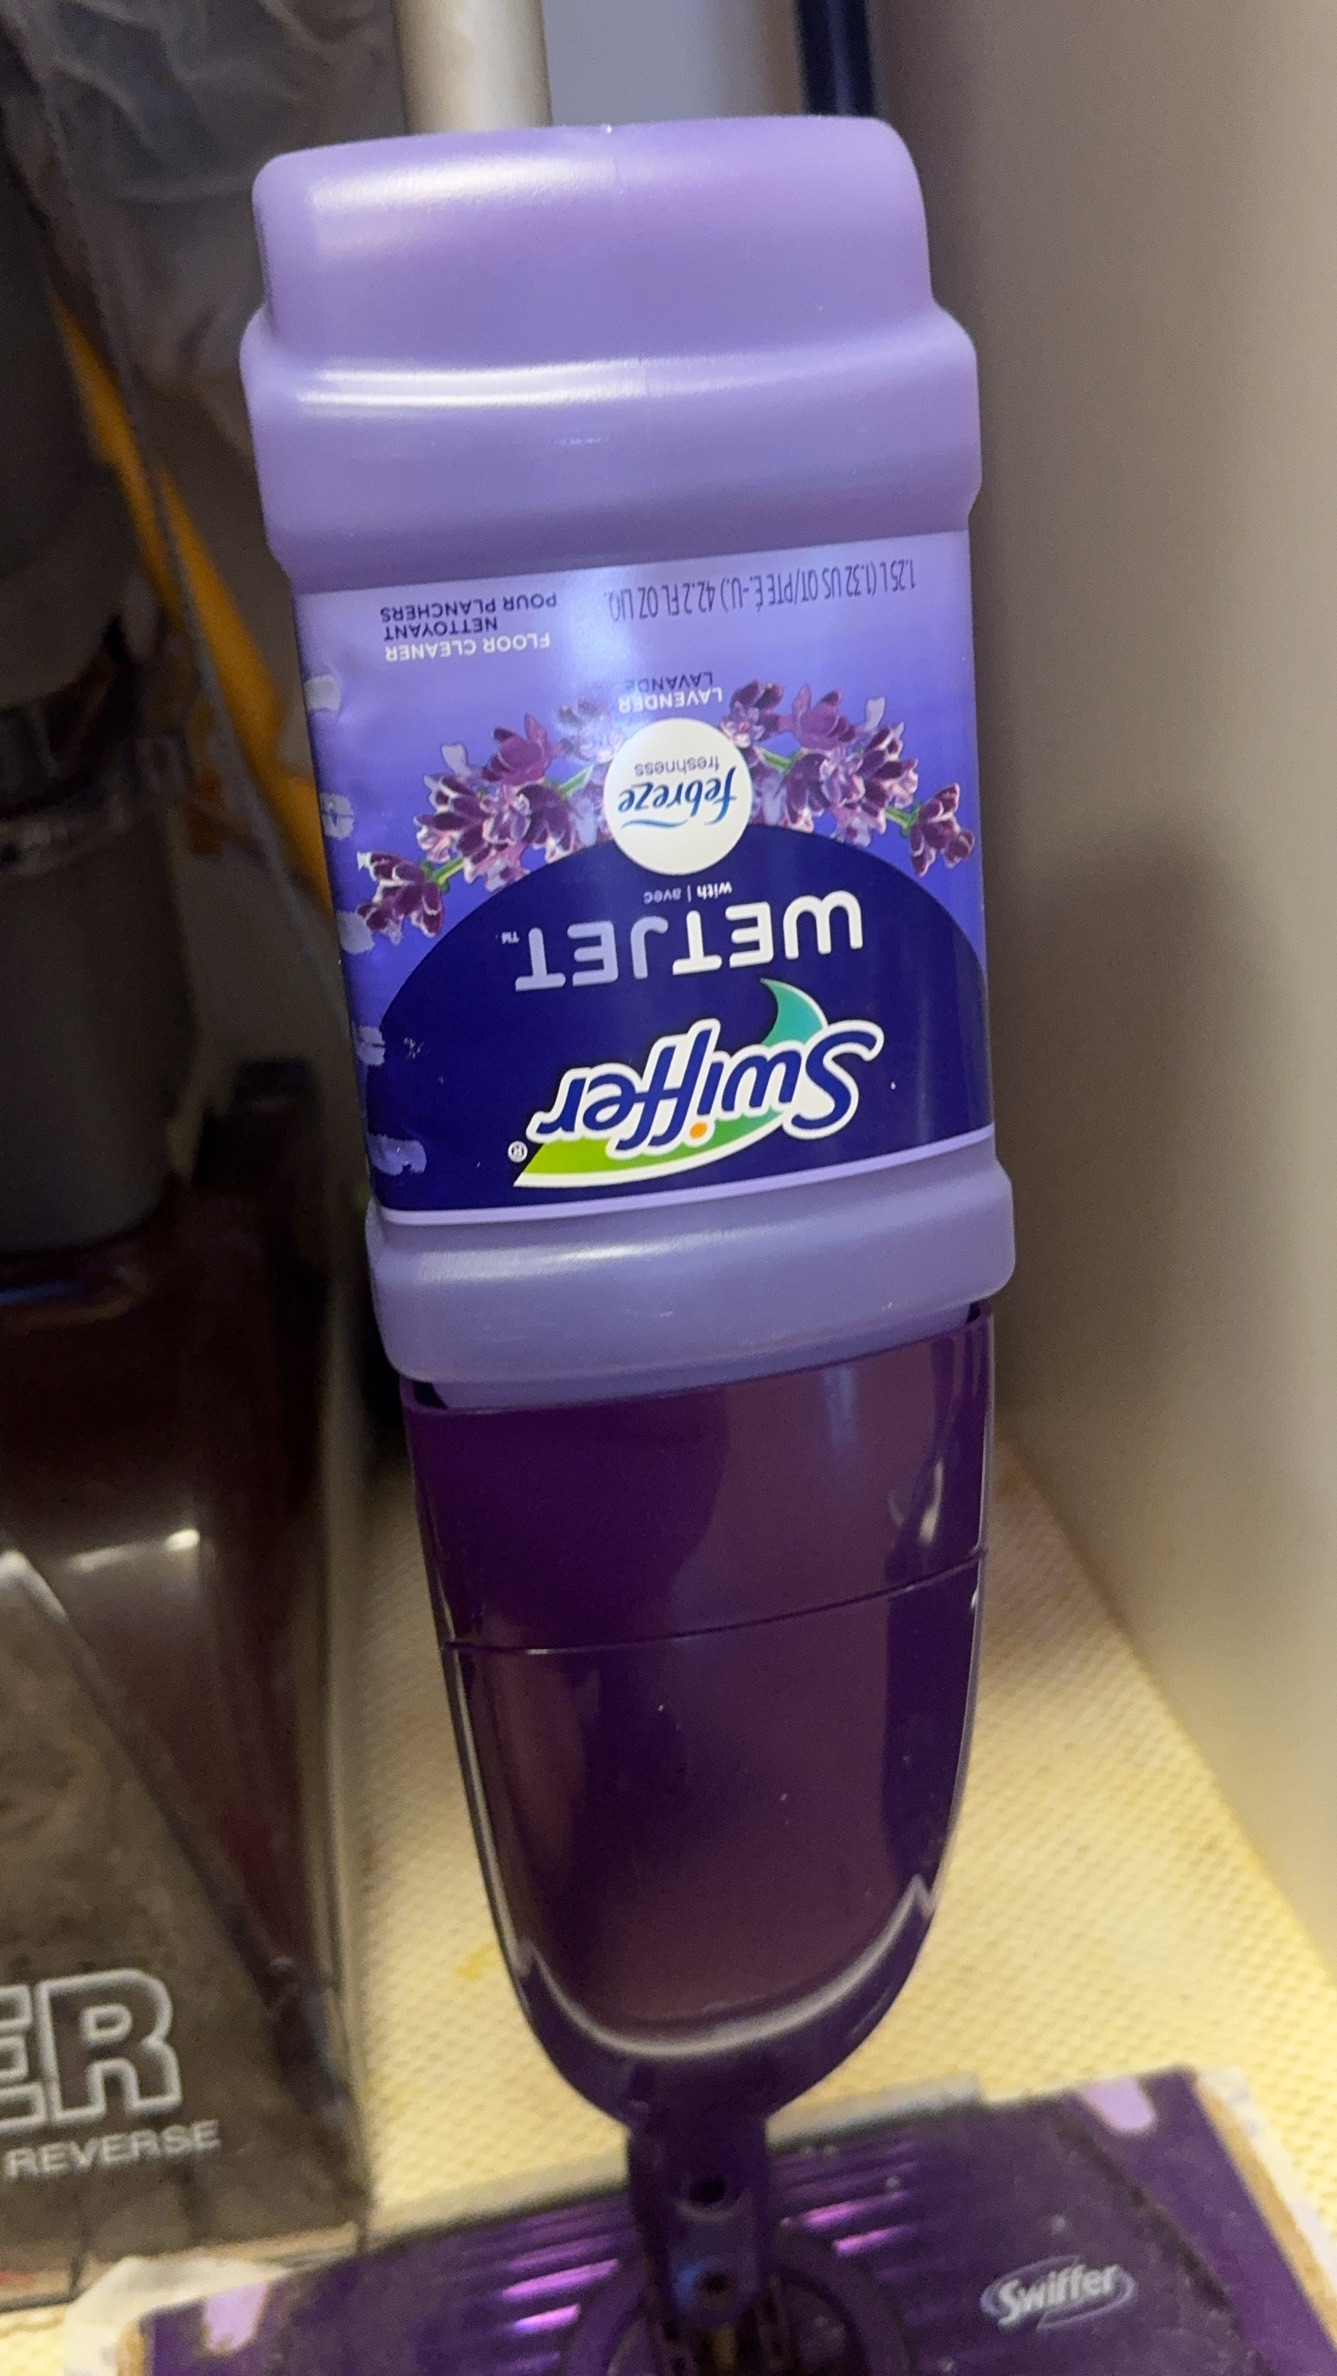 Swiffer®
WETJET™
with | avec
febreze
freshness
LAVENDER
LAVANDE
FLOOR CLEANER
NETTOYANT
POUR PLANCHERS
1.25 L (1.32 US QT/PTE É.-U.) 42.2 FL OZ LIQ.
ER
REVERSE
Swiffer